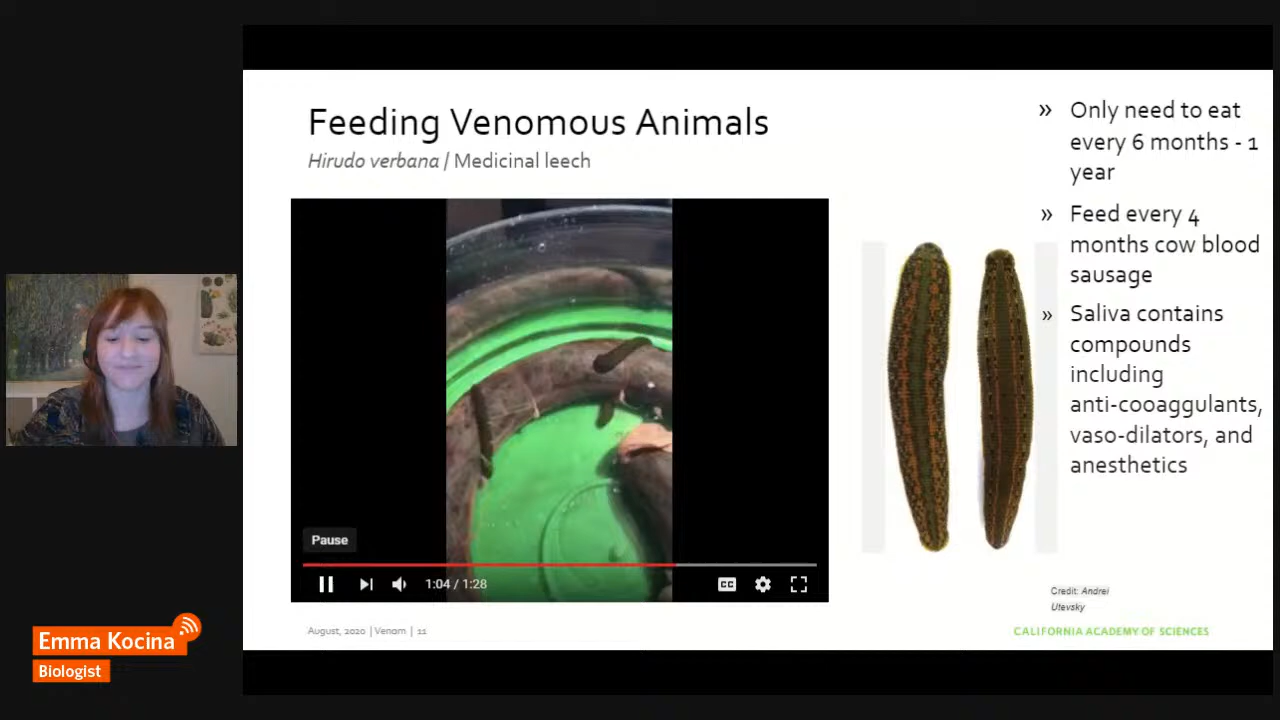 Feeding Venomous Animals
Hirudo verbana / Medicinal leech
» Only need to eat
every 6 months - 1
year
» Feed every 4
months cow blood
sausage
» Saliva contains
compounds
including
anti-cooaggulants,
vaso-dilators, and
anesthetics
Pause
1:04 / 1:28
CC
Credit: Andrei
Utevsky
August, 2020 | Venom | 11
CALIFORNIA ACADEMY OF SCIENCES
Emma Kocina
Biologist